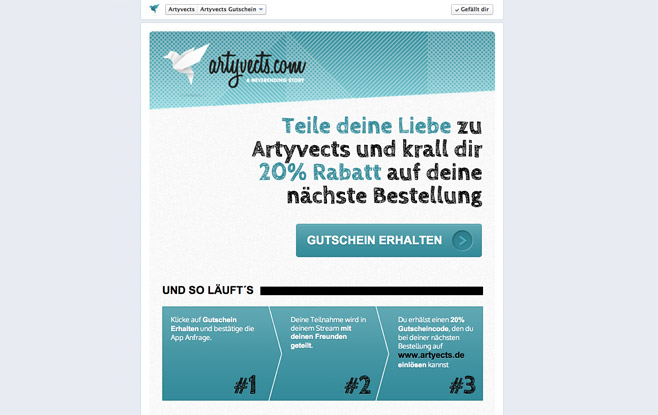 Artyvects Artyvects Gutschein
Gefällt dir
artyvects.com
A NEVERENDING STORY
Teile deine Liebe zu
Artyvects und krall dir
20% Rabatt auf deine
nächste Bestellung
GUTSCHEIN ERHALTEN
UND SO LÄUFT´S
Klicke auf Gutschein
Erhalten und bestätige die
App Anfrage.
#1
Deine Teilnahme wird in
deinem Stream mit
deinen Freunden
geteilt.
#2
Du erhälst einen 20%
Gutscheincode, den du
bei deiner nächsten
Bestellung auf
www.artyects.de
einlösen kannst
#3